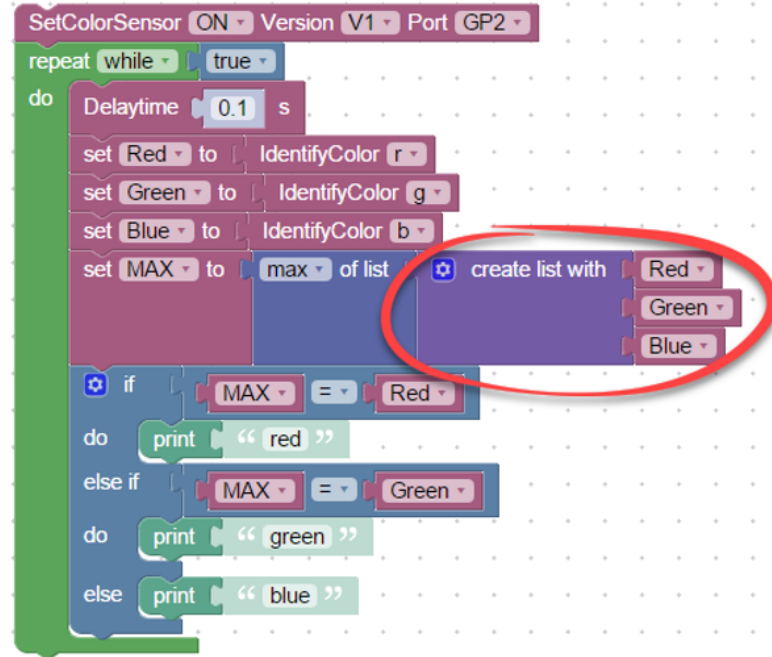 SetColorSensor ON Version V1 Port GP2
repeat while true
do Delaytime 0.1 s
set Red to IdentifyColor r
set Green to IdentifyColor g
set Blue to IdentifyColor b
set MAX to max of list create list with Red
Green
Blue
if MAX = Red
do print “ red ”
else if MAX = Green
do print “ green ”
else print “ blue ”